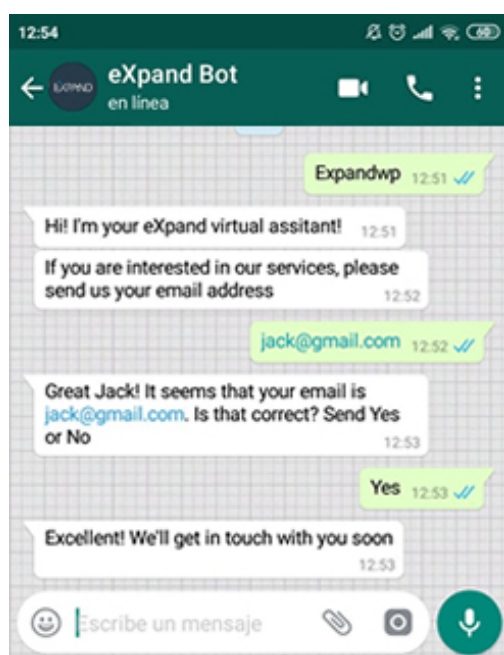 12:54
eXpand Bot
en línea
Expandwp 12:51
Hi! I'm your eXpand virtual assitant! 12:51
If you are interested in our services, please
send us your email address
12:52
jack@gmail.com 12:52
Great Jack! It seems that your email is
jack@gmail.com. Is that correct? Send Yes
or No
12:53
Yes 12:53
Excellent! We'll get in touch with you soon
12:53
Escribe un mensaje